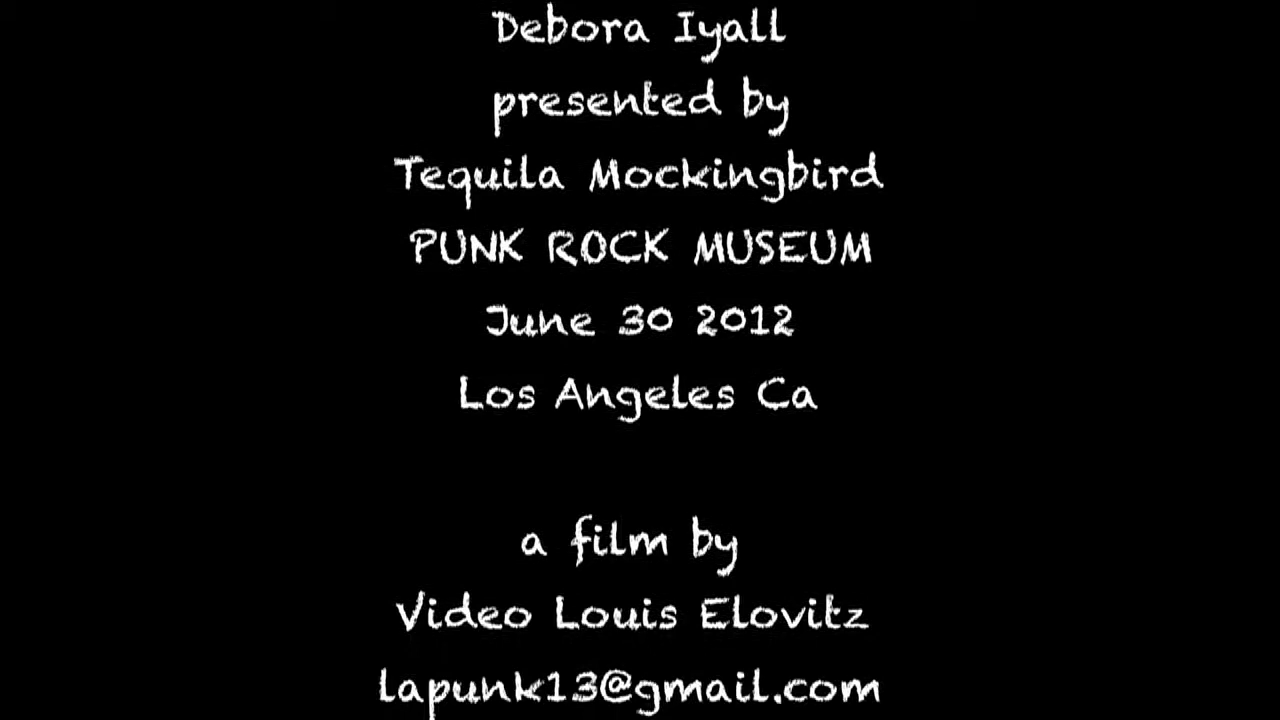 Debora Iyall
presented by
Tequila Mockingbird
PUNK ROCK MUSEUM
June 30 2012
Los Angeles Ca
a film by
Video Louis Elovitz
lapunk13@gmail.com